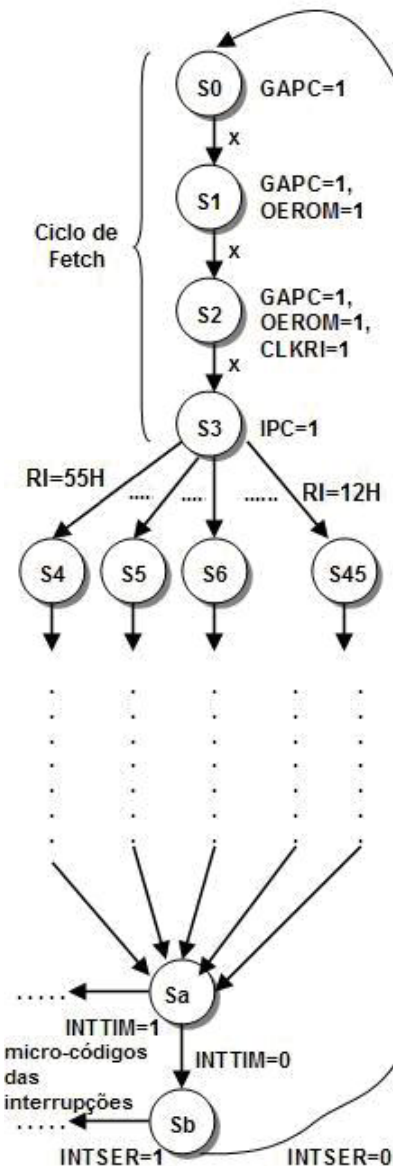 S0 GAPC=1
x
S1 GAPC=1,
OEROM=1
Ciclo de
Fetch
x
S2 GAPC=1,
OEROM=1,
CLKRI=1
x
S3 IPC=1
RI=55H ..... ..... ...... RI=12H
S4 S5 S6 S45
Sa
INTTIM=1
INTTIM=0
micro-códigos
das
interrupções
Sb
INTSER=1 INTSER=0